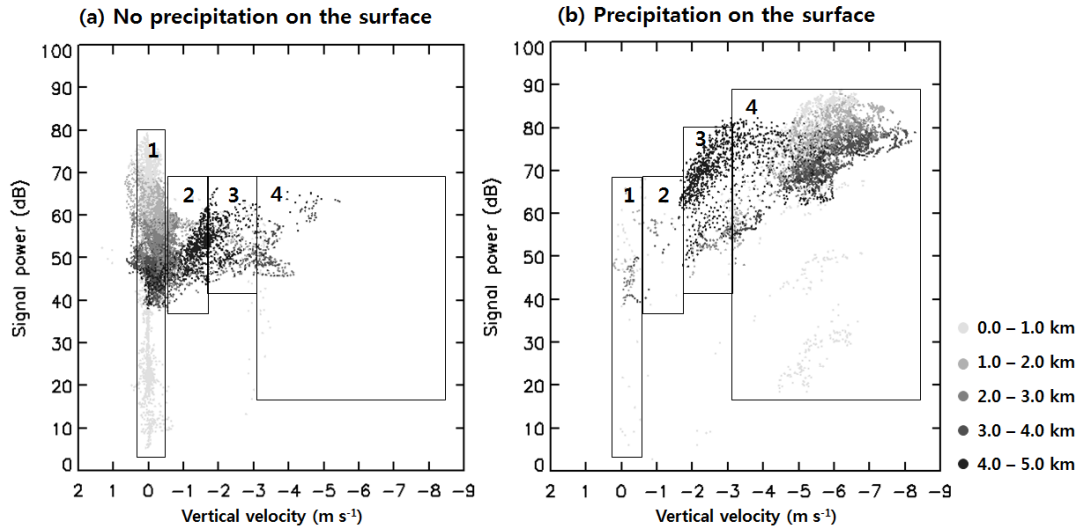 (a) No precipitation on the surface
100
90
80
70
60
50
40
30
20
10
0
Signal power (dB)
1
2
3
4
2 1 0 −1 −2 −3 −4 −5 −6 −7 −8 −9
Vertical velocity (m s⁻¹)
(b) Precipitation on the surface
100
90
80
70
60
50
40
30
20
10
0
Signal power (dB)
1
2
3
4
2 1 0 −1 −2 −3 −4 −5 −6 −7 −8 −9
Vertical velocity (m s⁻¹)
0.0 – 1.0 km
1.0 – 2.0 km
2.0 – 3.0 km
3.0 – 4.0 km
4.0 – 5.0 km